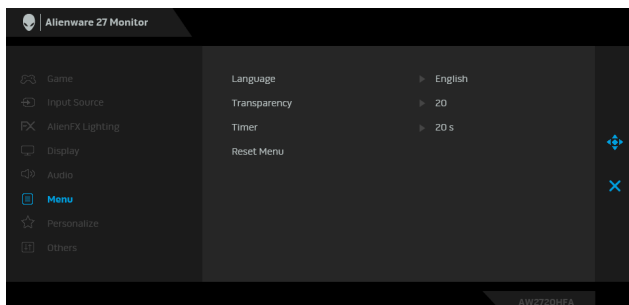 Alienware 27 Monitor
Game
Language English
Input Source
Transparency 20
FX AlienFX Lighting
Timer 20 s
Display
Reset Menu
Audio
Menu
Personalize
Others
AW2720HFA